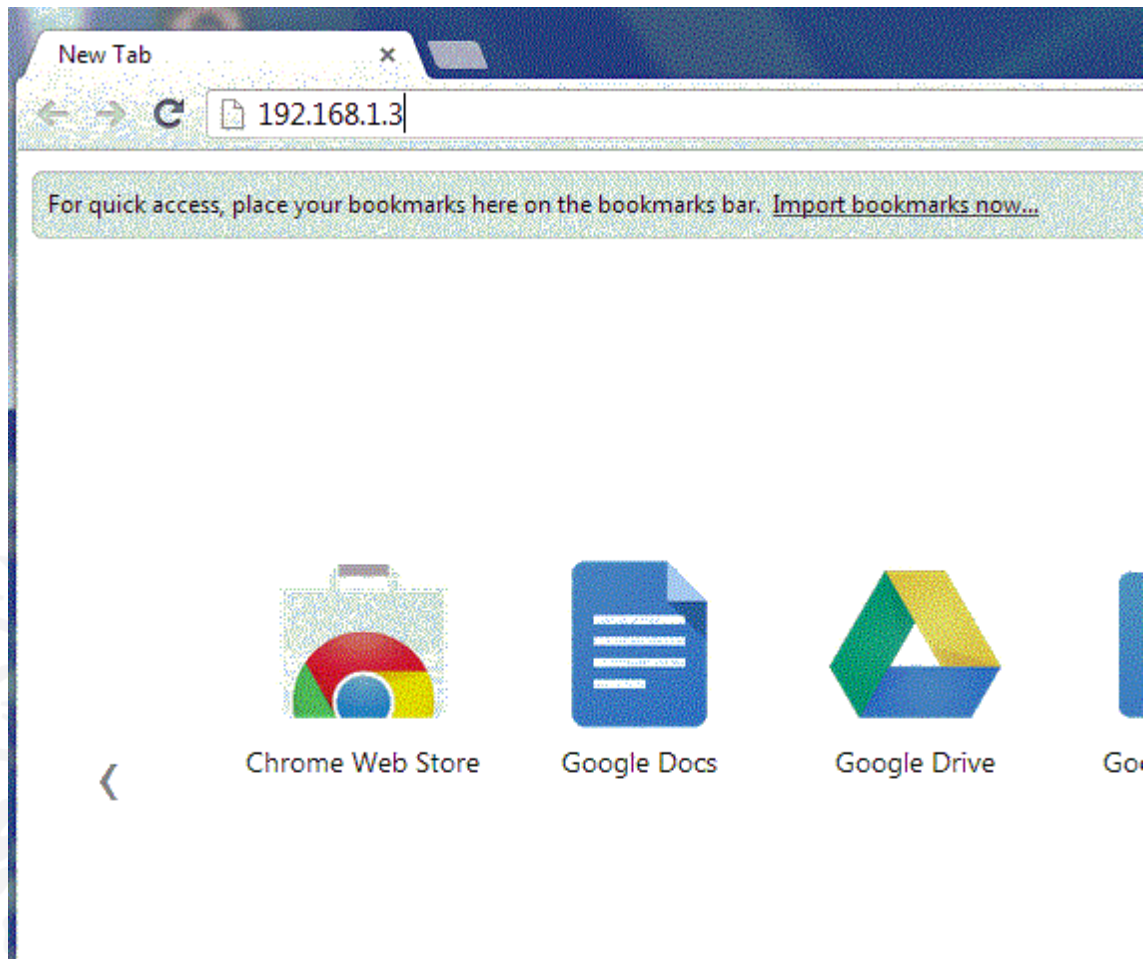 New Tab
192.168.1.3
For quick access, place your bookmarks here on the bookmarks bar. Import bookmarks now...
Chrome Web Store Google Docs Google Drive